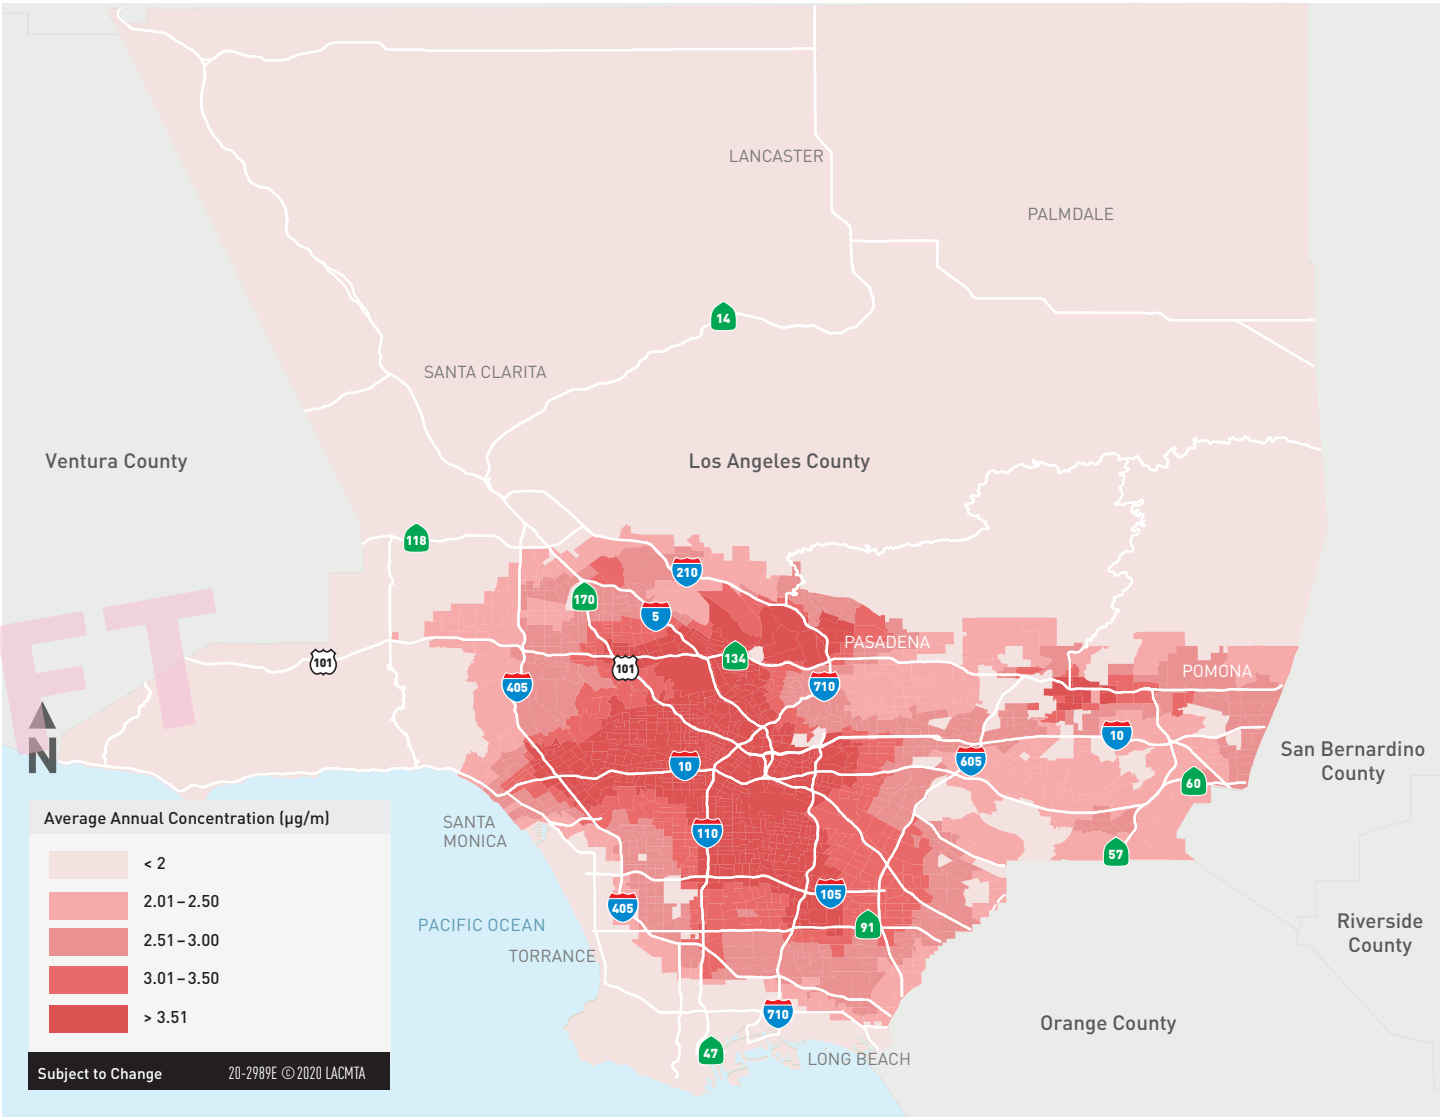 LANCASTER
PALMDALE
14
SANTA CLARITA
Ventura County
Los Angeles County
118
210
170
5
FT
101
134
PASADENA
101
405
710
POMONA
N
10
10
605
60
San Bernardino
County
Average Annual Concentration (µg/m)
< 2
2.01–2.50
2.51–3.00
3.01–3.50
> 3.51
Subject to Change
20-2989E ©2020 LACMTA
SANTA
MONICA
110
57
405
105
91
PACIFIC OCEAN
TORRANCE
Riverside
County
710
Orange County
47
LONG BEACH